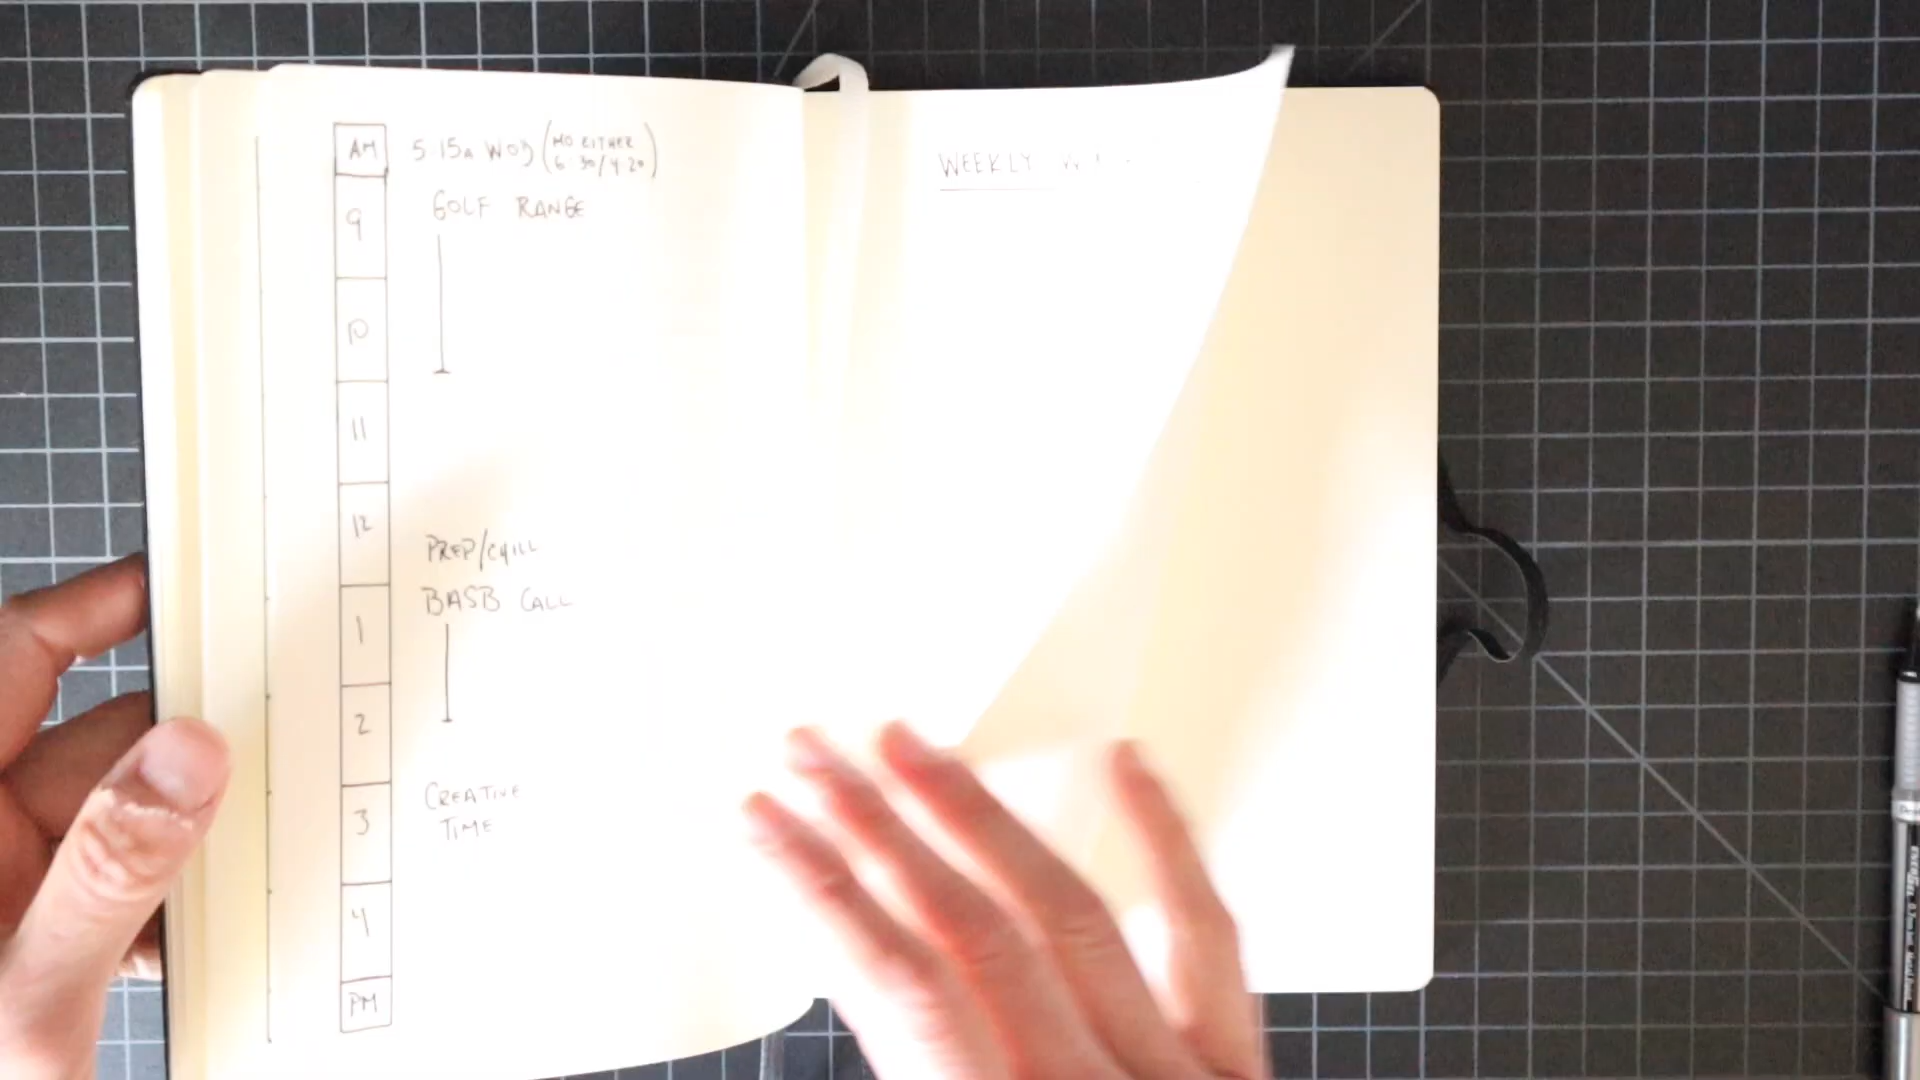 AM
5:15A WOD (MO EITHER
6:30/4:20)
9
GOLF RANGE
10
11
12
PREP/CHILL
1
BASB CALL
2
3
CREATIVE
TIME
4
PM
WEEKLY